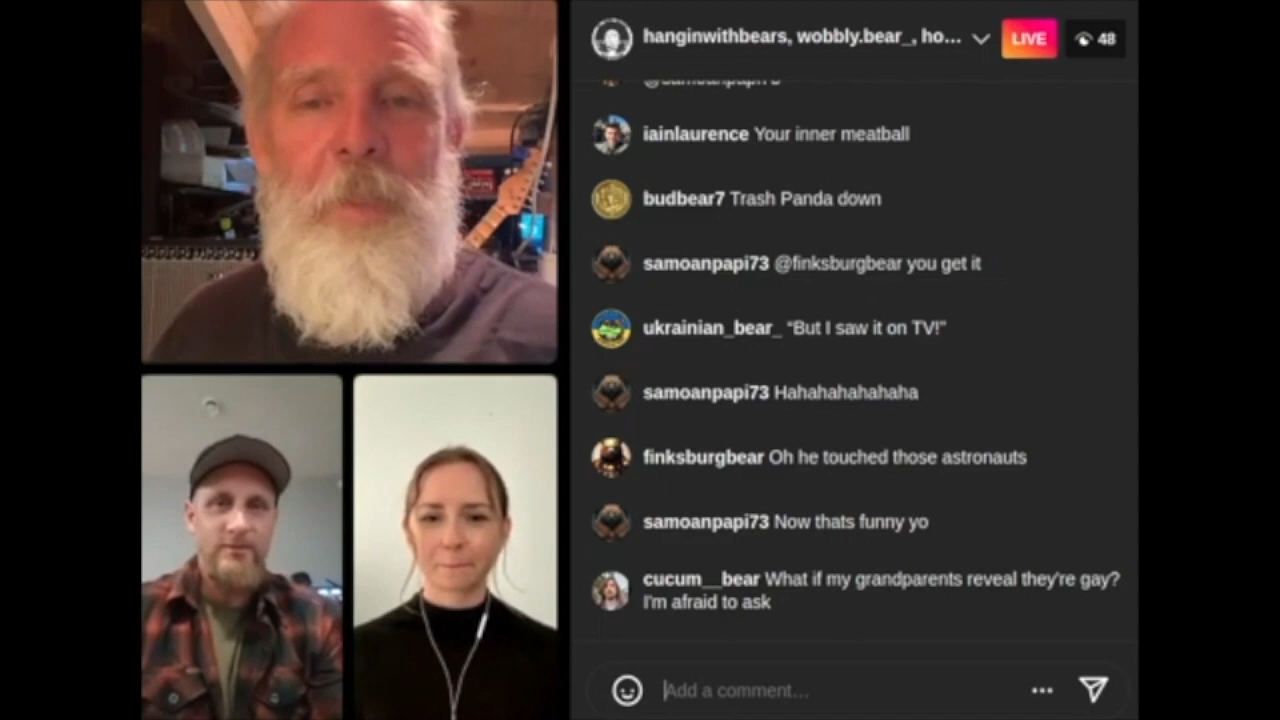 hanginwithbears, wobbly.bear_, ho...
LIVE
48
iainlaurence Your inner meatball
budbear7 Trash Panda down
samoanpapi73 @finksburgbear you get it
ukrainian_bear_ “But I saw it on TV!”
samoanpapi73 Hahahahahahaha
finksburgbear Oh he touched those astronauts
samoanpapi73 Now thats funny yo
cucum__bear What if my grandparents reveal they're gay?
I'm afraid to ask
Add a comment...